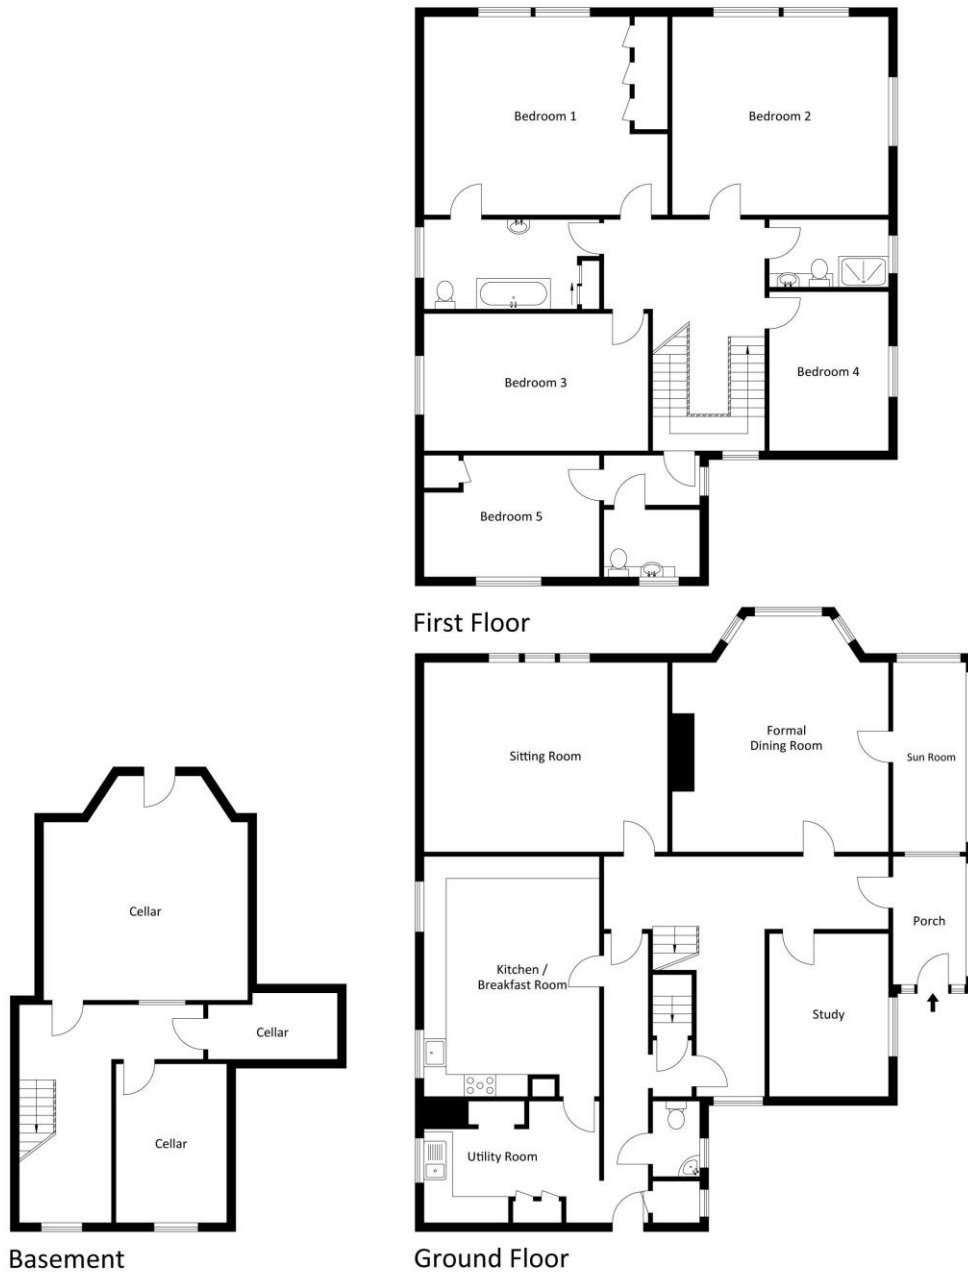 Bedroom 1
Bedroom 2
Bedroom 3
Bedroom 4
Bedroom 5
First Floor
Sitting Room
Formal
Dining Room
Sun Room
Kitchen /
Breakfast Room
Porch
Study
Utility Room
Ground Floor
Cellar
Cellar
Cellar
Basement